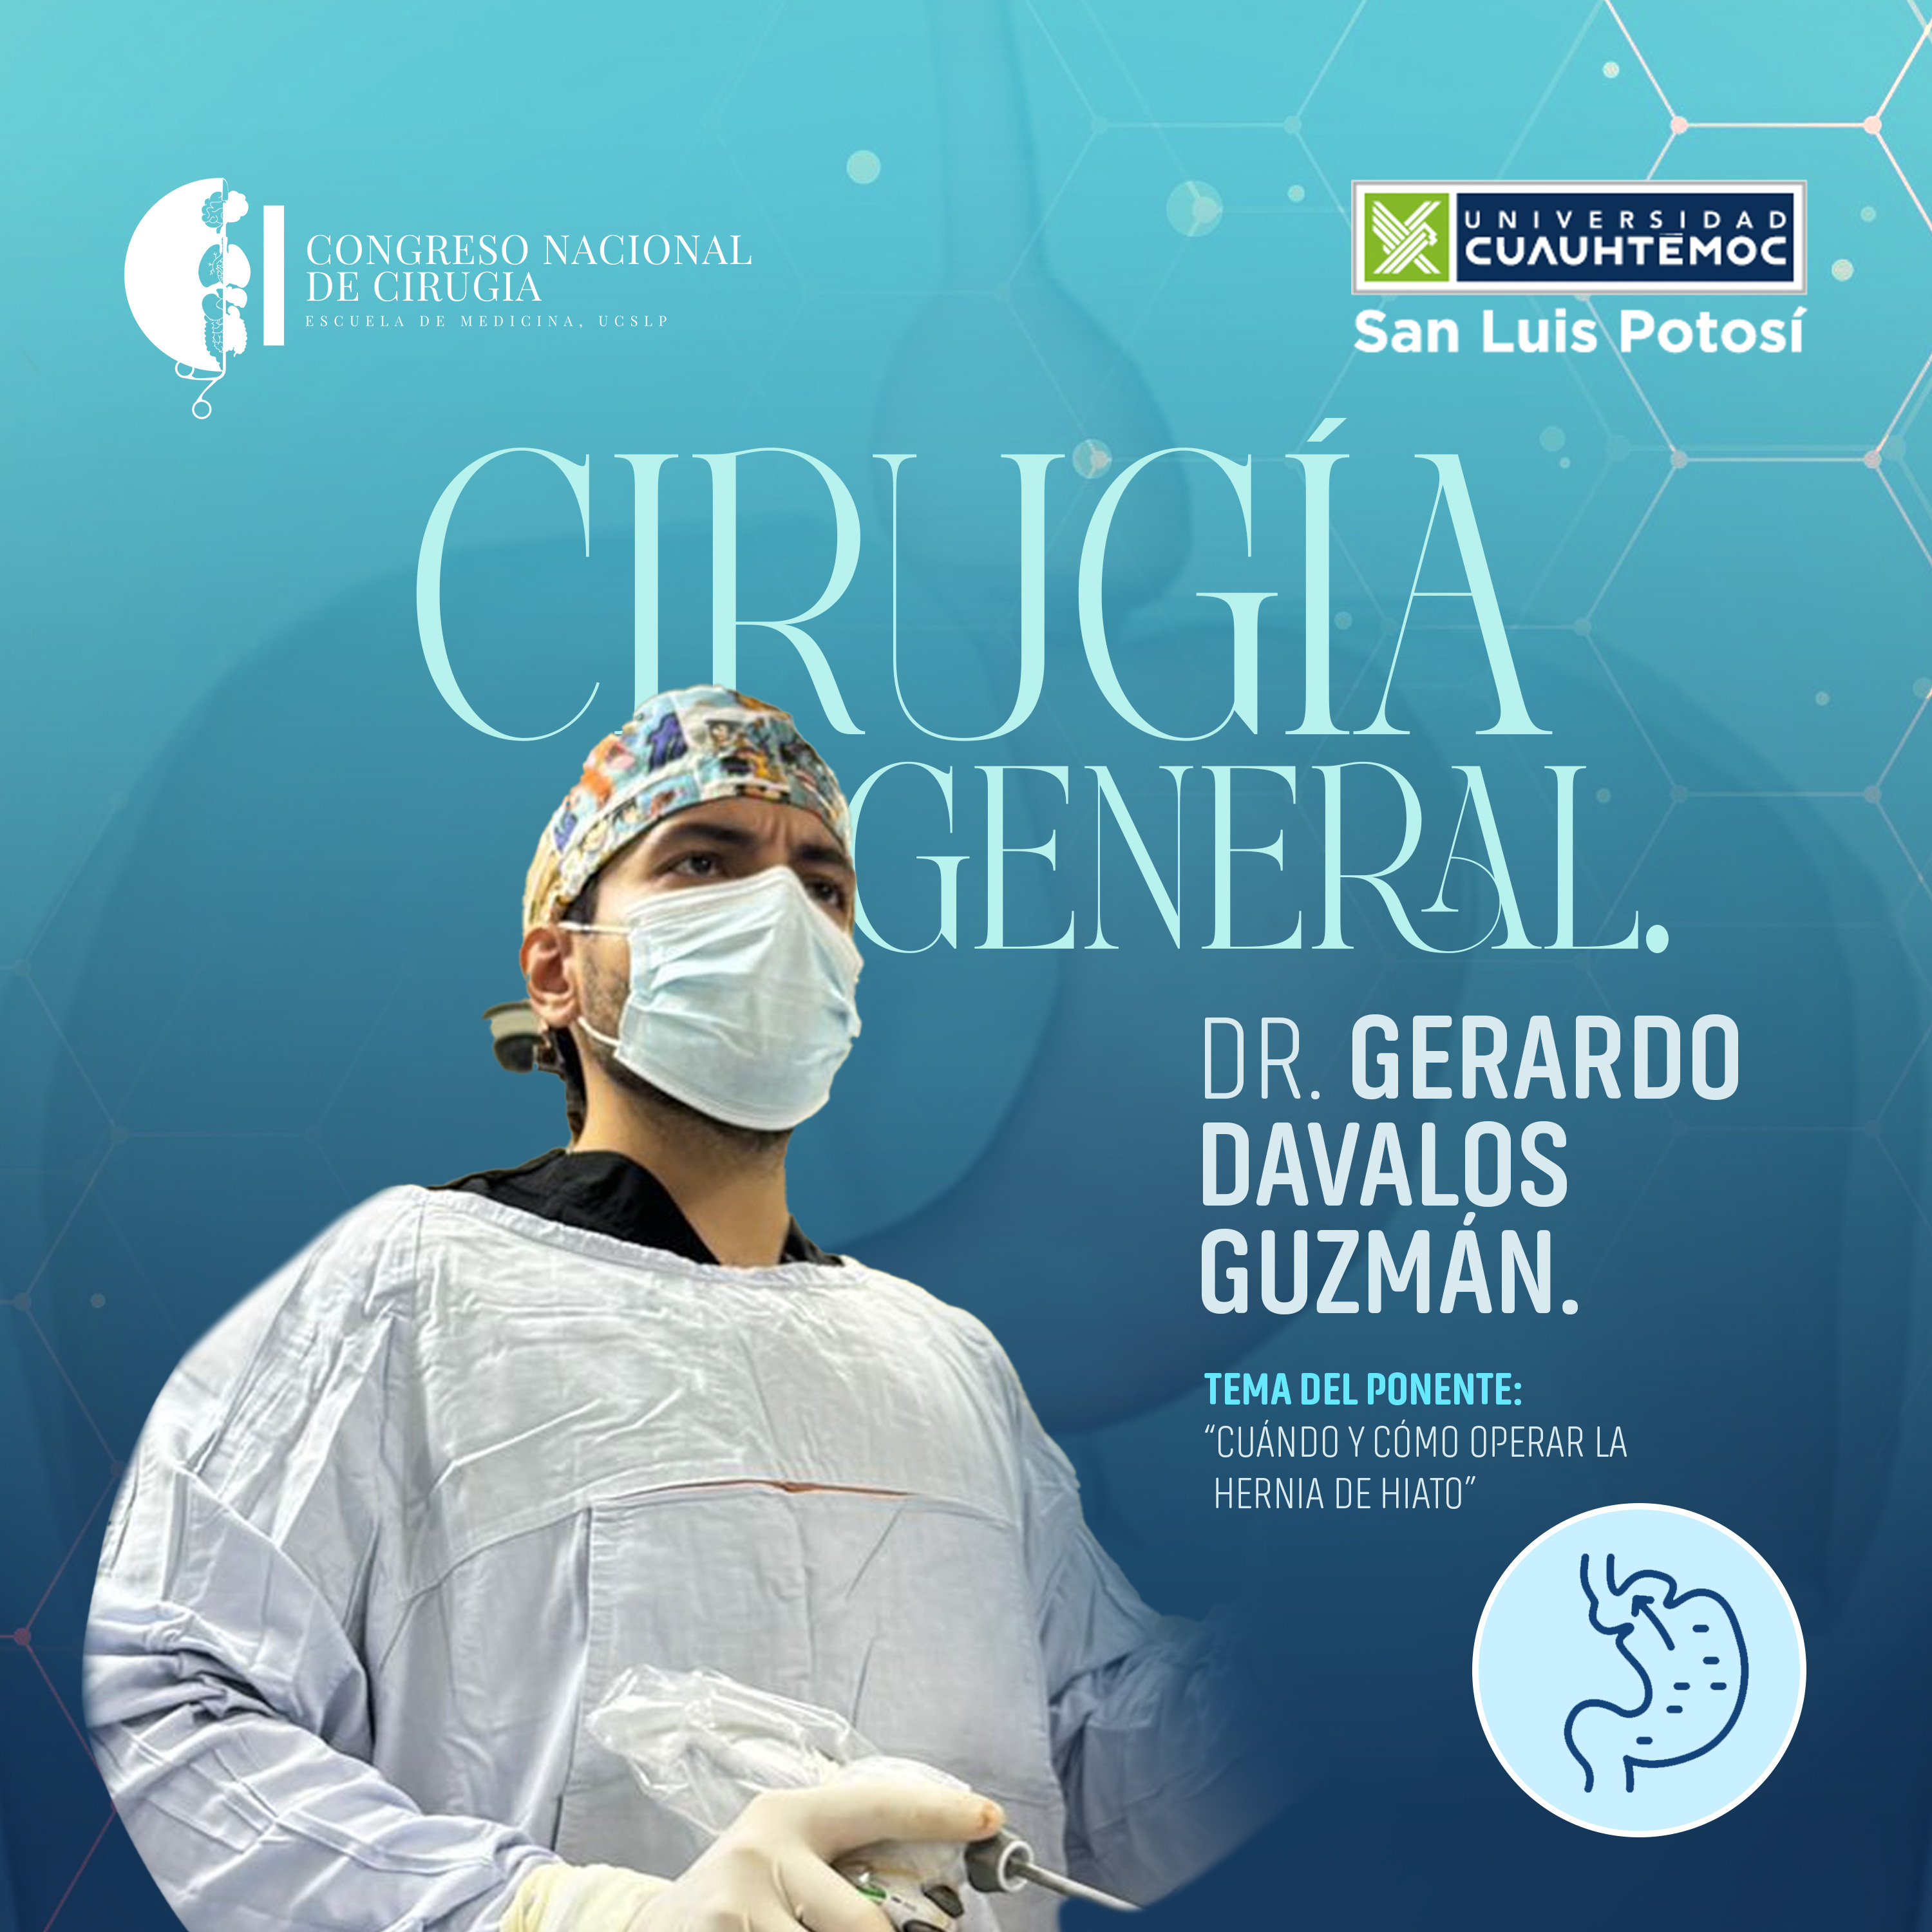 CONGRESO NACIONAL
DE CIRUGIA
ESCUELA DE MEDICINA, UCSLP
UNIVERSIDAD
CUAUHTÉMOC
San Luis Potosí
CIRUGÍA
GENERAL.
DR. GERARDO
DAVALOS
GUZMÁN.
TEMA DEL PONENTE:
“CUÁNDO Y CÓMO OPERAR LA
HERNIA DE HIATO”